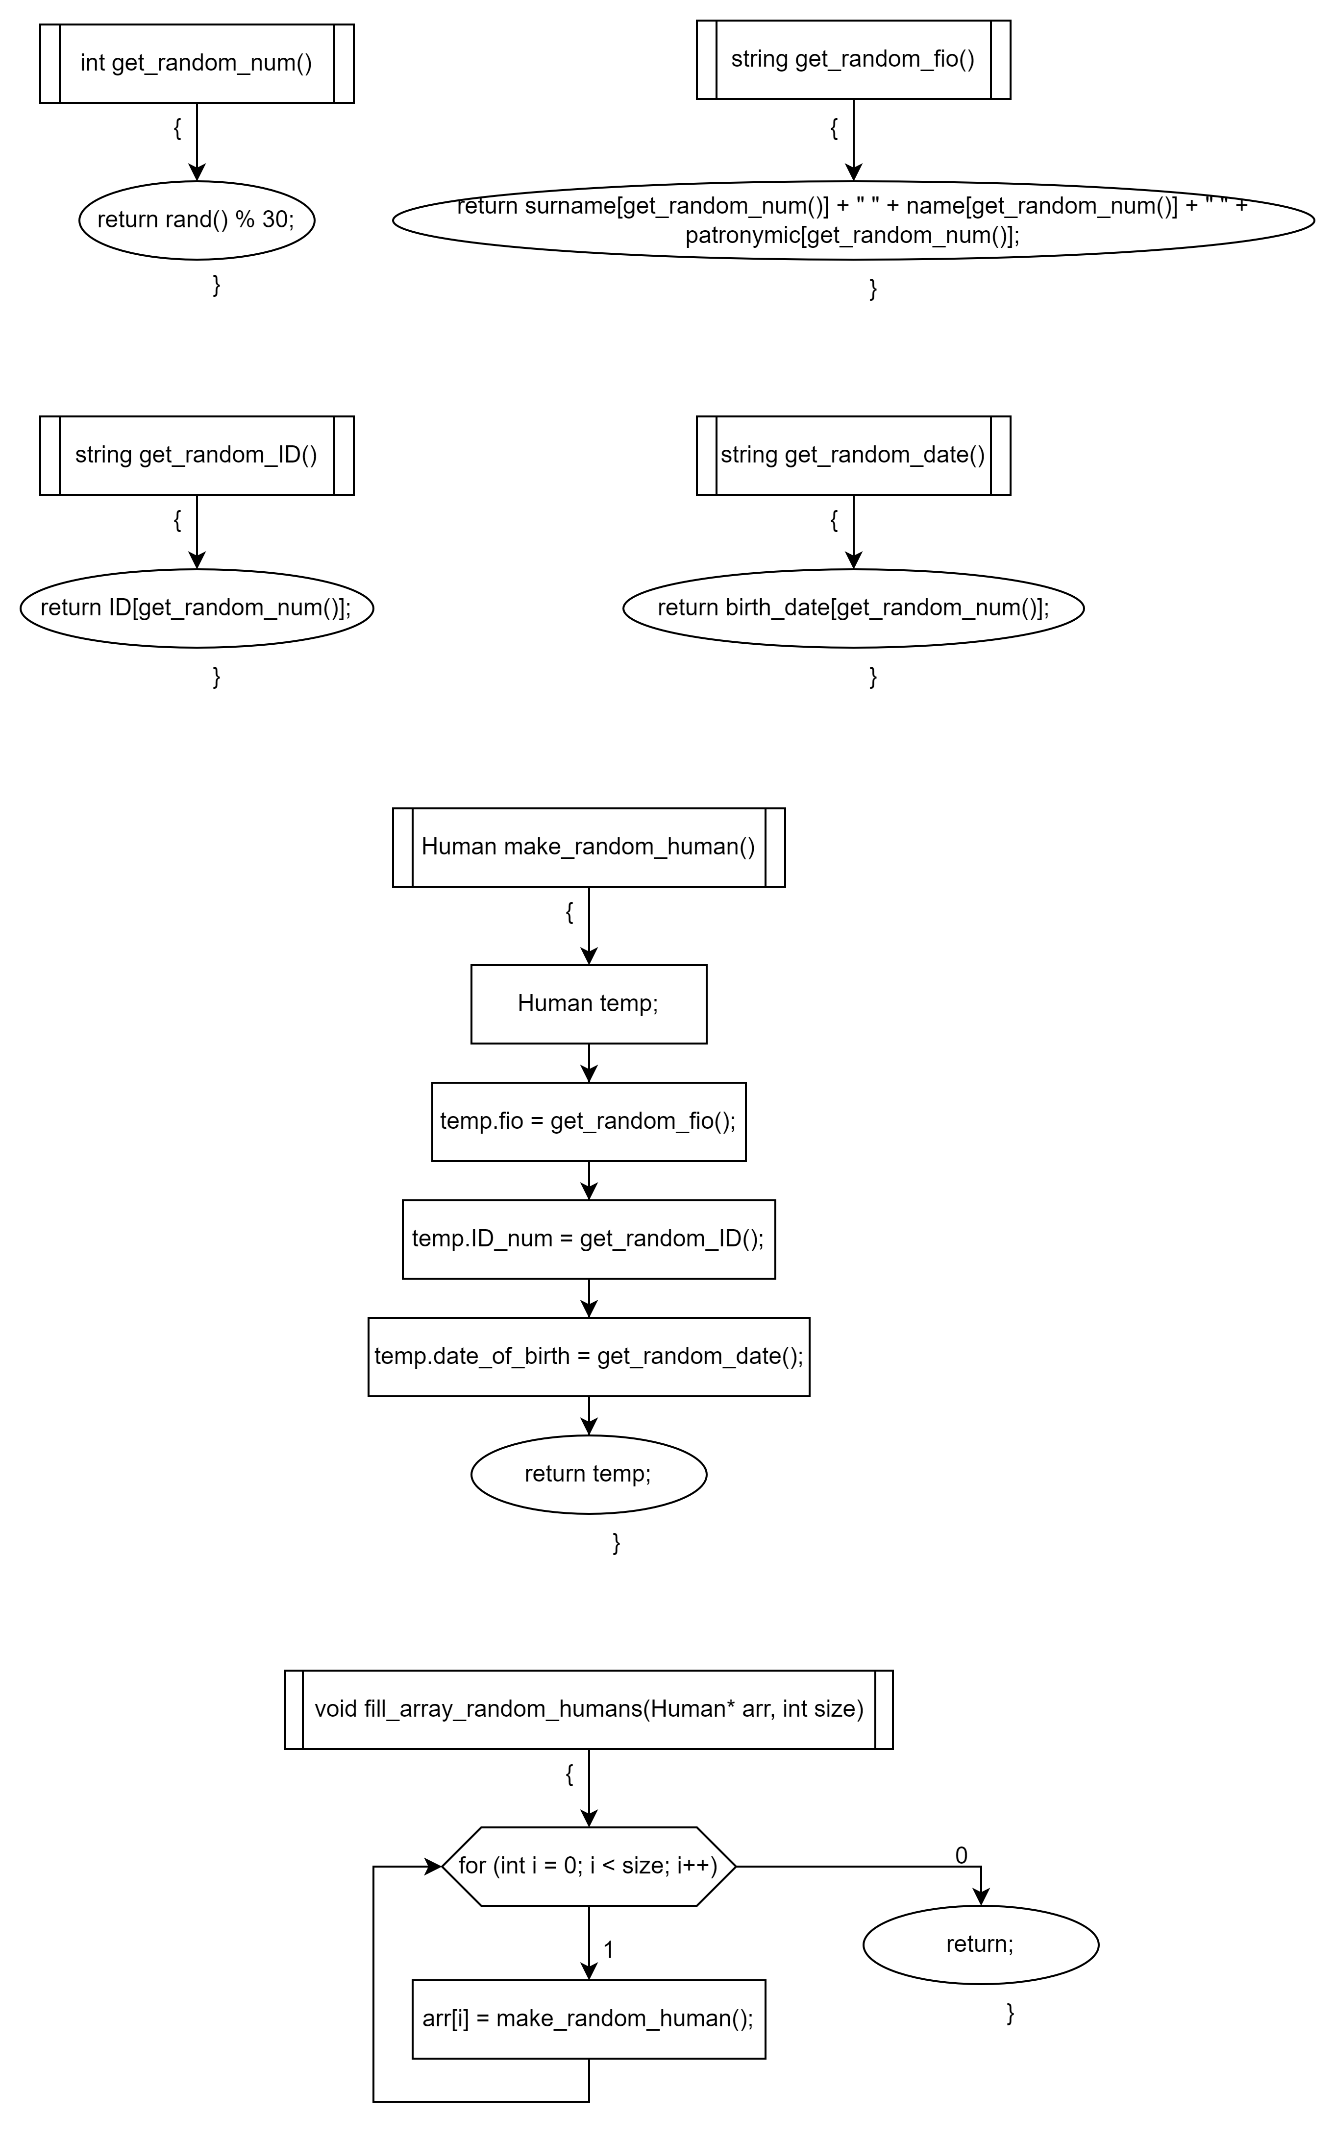 int get_random_num()
{
return rand() % 30;
}
string get_random_fio()
{
return surname[get_random_num()] + " " + name[get_random_num()] + " " +
patronymic[get_random_num()];
}
string get_random_ID()
{
return ID[get_random_num()];
}
string get_random_date()
{
return birth_date[get_random_num()];
}
Human make_random_human()
{
Human temp;
temp.fio = get_random_fio();
temp.ID_num = get_random_ID();
temp.date_of_birth = get_random_date();
return temp;
}
void fill_array_random_humans(Human* arr, int size)
{
for (int i = 0; i < size; i++)
0
1
return;
arr[i] = make_random_human();
}